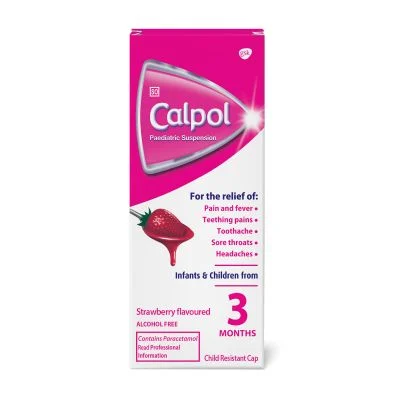 gsk
S0
Calpol
Paediatric Suspension
For the relief of:
Pain and fever •
Teething pains •
Toothache •
Sore throats •
Headaches •
Infants & Children from
Strawberry flavoured
3
ALCOHOL FREE
MONTHS
Contains Paracetamol
Read Professional
Information
Child Resistant Cap